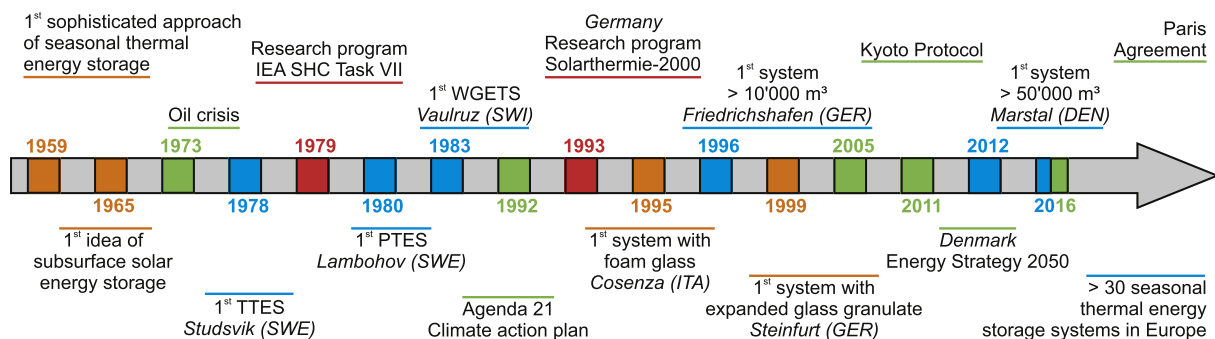 1st sophisticated approach
of seasonal thermal
energy storage
Research program
IEA SHC Task VII
Germany
Research program
Solarthermie-2000
Kyoto Protocol
Paris
Agreement
Oil crisis
1st WGETS
Vaulruz (SWI)
1st system
> 10'000 m³
Friedrichshafen (GER)
1st system
> 50'000 m³
Marstal (DEN)
1959
1973
1979
1983
1993
1996
2005
2012
1965
1978
1980
1992
1995
1999
2011
2016
1st idea of
subsurface solar
energy storage
1st TTES
Studsvik (SWE)
1st PTES
Lambohov (SWE)
Agenda 21
Climate action plan
1st system with
foam glass
Cosenza (ITA)
1st system with
expanded glass granulate
Steinfurt (GER)
Denmark
Energy Strategy 2050
> 30 seasonal
thermal energy
storage systems in Europe